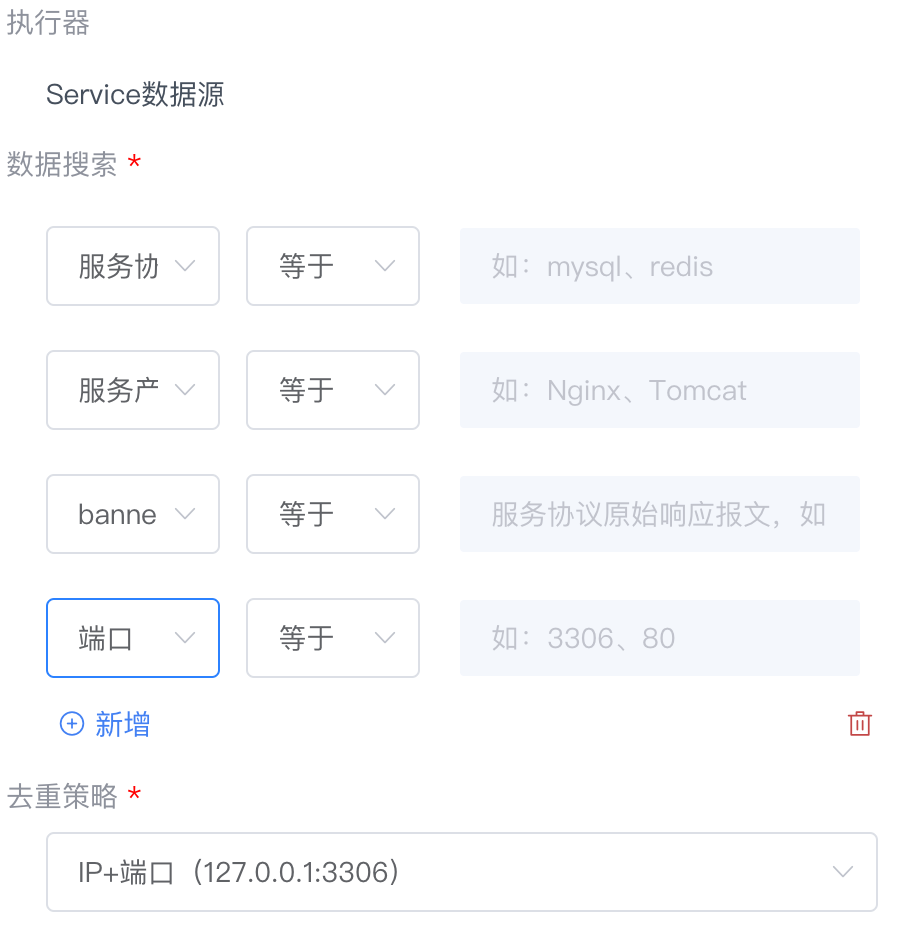 执行器
Service数据源
数据搜索 *
服务协 等于 如：mysql、redis
服务产 等于 如：Nginx、Tomcat
banne 等于 服务协议原始响应报文，如
端口 等于 如：3306、80
新增
去重策略 *
IP+端口（127.0.0.1:3306）